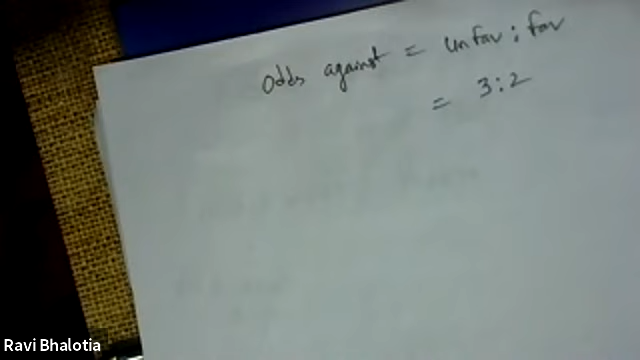 odds against = unfav : fav
= 3:2
Ravi Bhalotia